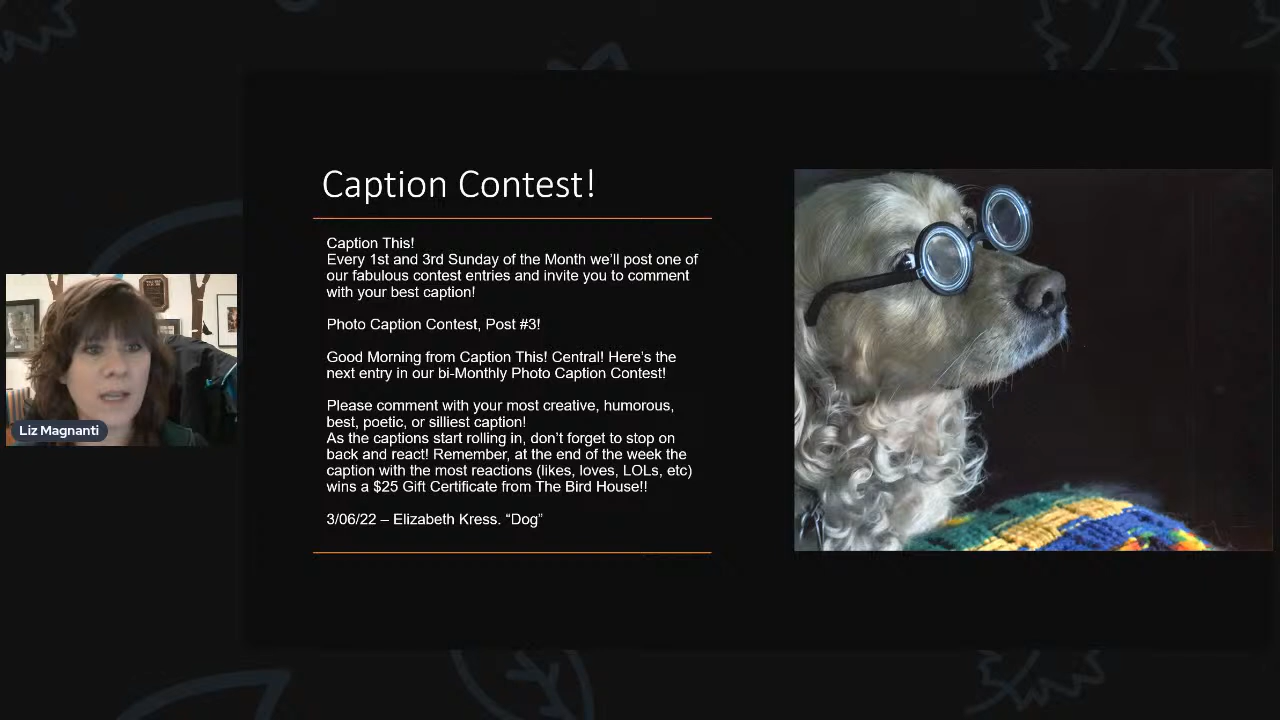 Caption Contest!
Caption This!
Every 1st and 3rd Sunday of the Month we’ll post one of
our fabulous contest entries and invite you to comment
with your best caption!
Photo Caption Contest, Post #3!
Good Morning from Caption This! Central! Here’s the
next entry in our bi-Monthly Photo Caption Contest!
Please comment with your most creative, humorous,
best, poetic, or silliest caption!
As the captions start rolling in, don’t forget to stop on
back and react! Remember, at the end of the week the
caption with the most reactions (likes, loves, LOLs, etc)
wins a $25 Gift Certificate from The Bird House!!
3/06/22 – Elizabeth Kress. “Dog”
Liz Magnanti